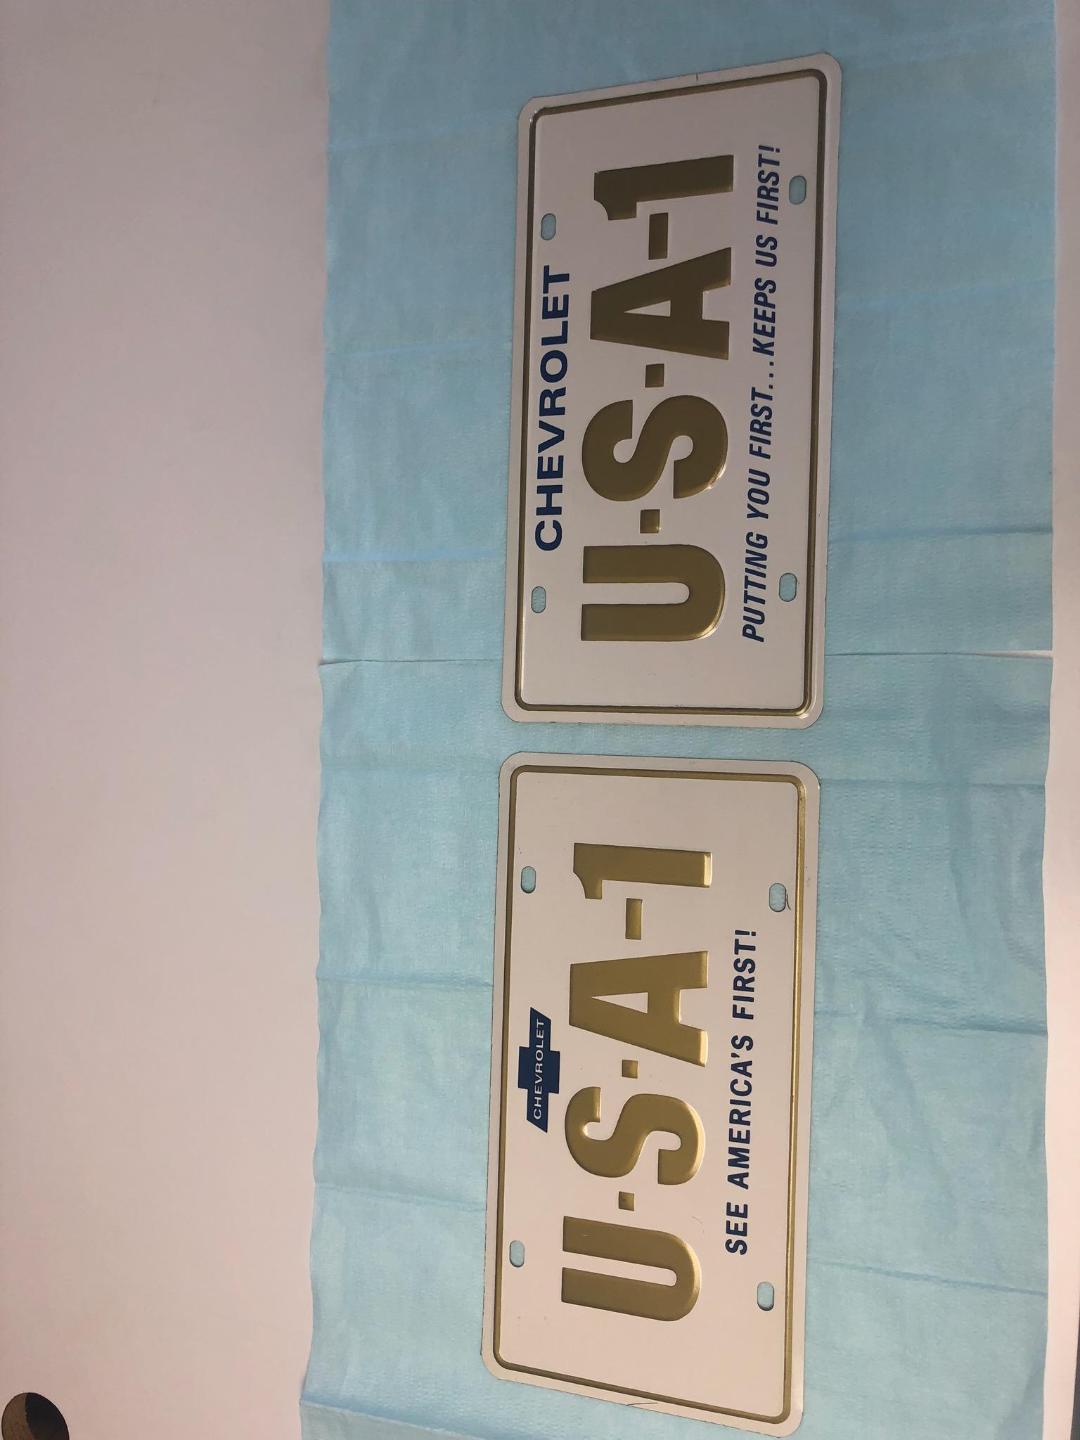 CHEVROLET
U·S·A-1
SEE AMERICA'S FIRST!
CHEVROLET
U·S·A-1
PUTTING YOU FIRST...KEEPS US FIRST!